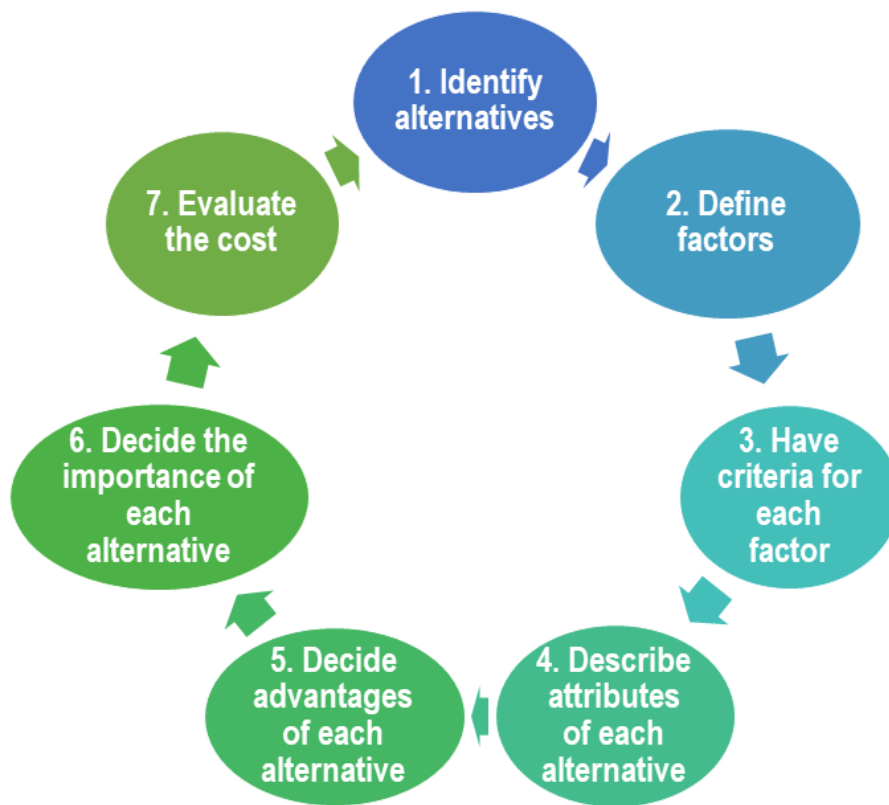 1. Identify
alternatives
2. Define
factors
3. Have
criteria for
each
factor
4. Describe
attributes
of each
alternative
5. Decide
advantages
of each
alternative
6. Decide the
importance of
each
alternative
7. Evaluate
the cost